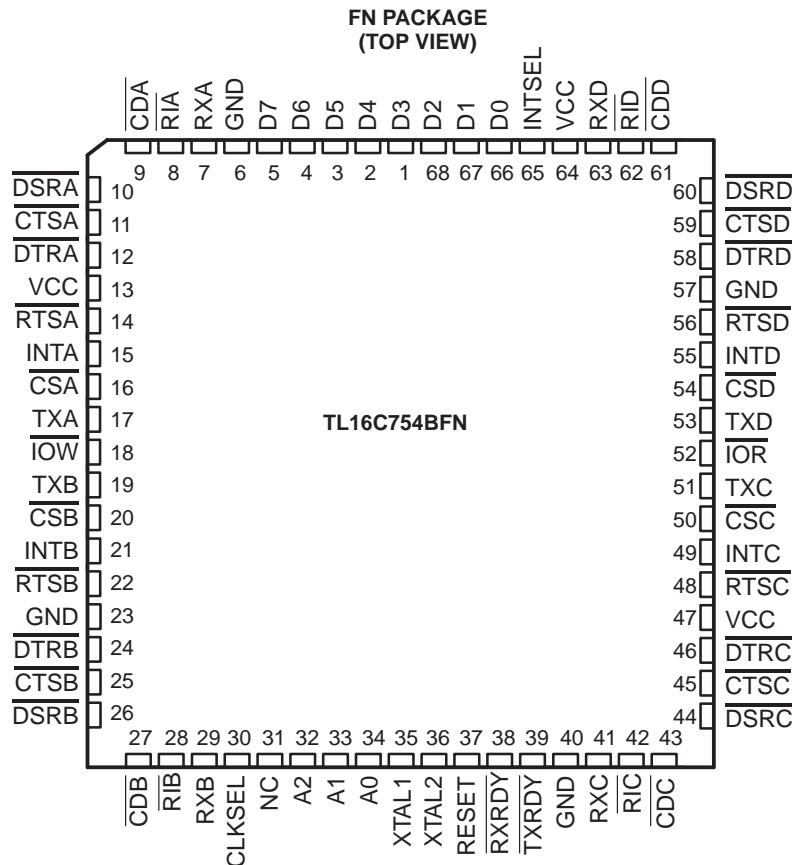 FN PACKAGE
(TOP VIEW)
CDA RIA RXA GND D7 D6 D5 D4 D3 D2 D1 D0 INTSEL VCC RXD RID CDD
9 8 7 6 5 4 3 2 1 68 67 66 65 64 63 62 61
DSRA 10 60 DSRD
CTSA 11 59 CTSD
DTRA 12 58 DTRD
VCC 13 57 GND
RTSA 14 56 RTSD
INTA 15 55 INTD
CSA 16 54 CSD
TXA 17 TL16C754BFN 53 TXD
IOW 18 52 IOR
TXB 19 51 TXC
CSB 20 50 CSC
INTB 21 49 INTC
RTSB 22 48 RTSC
GND 23 47 VCC
DTRB 24 46 DTRC
CTSB 25 45 CTSC
DSRB 26 44 DSRC
27 28 29 30 31 32 33 34 35 36 37 38 39 40 41 42 43
CDB RIB RXB CLKSEL NC A2 A1 A0 XTAL1 XTAL2 RESET RXRDY TXRDY GND RXC RIC CDC